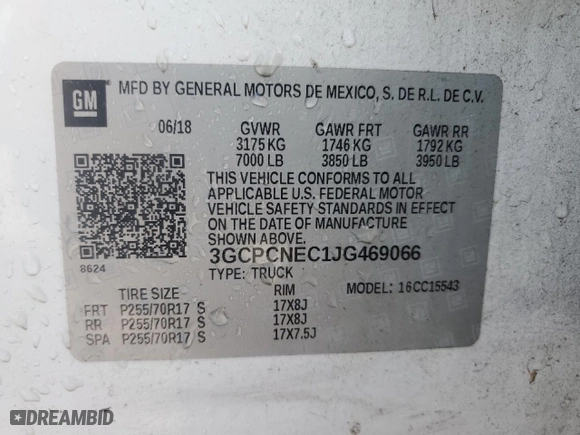 GM
MFD BY GENERAL MOTORS DE MEXICO, S. DE R.L. DE C.V.
06/18 GVWR GAWR FRT GAWR RR
3175 KG 1746 KG 1792 KG
7000 LB 3850 LB 3950 LB
THIS VEHICLE CONFORMS TO ALL
APPLICABLE U.S. FEDERAL MOTOR
VEHICLE SAFETY STANDARDS IN EFFECT
ON THE DATE OF MANUFACTURE
SHOWN ABOVE.
8624
3GCPCNEC1JG469066
TYPE: TRUCK
TIRE SIZE RIM MODEL: 16CC15543
FRT P255/70R17 S 17X8J
RR P255/70R17 S 17X8J
SPA P255/70R17 S 17X7.5J
DREAMBID